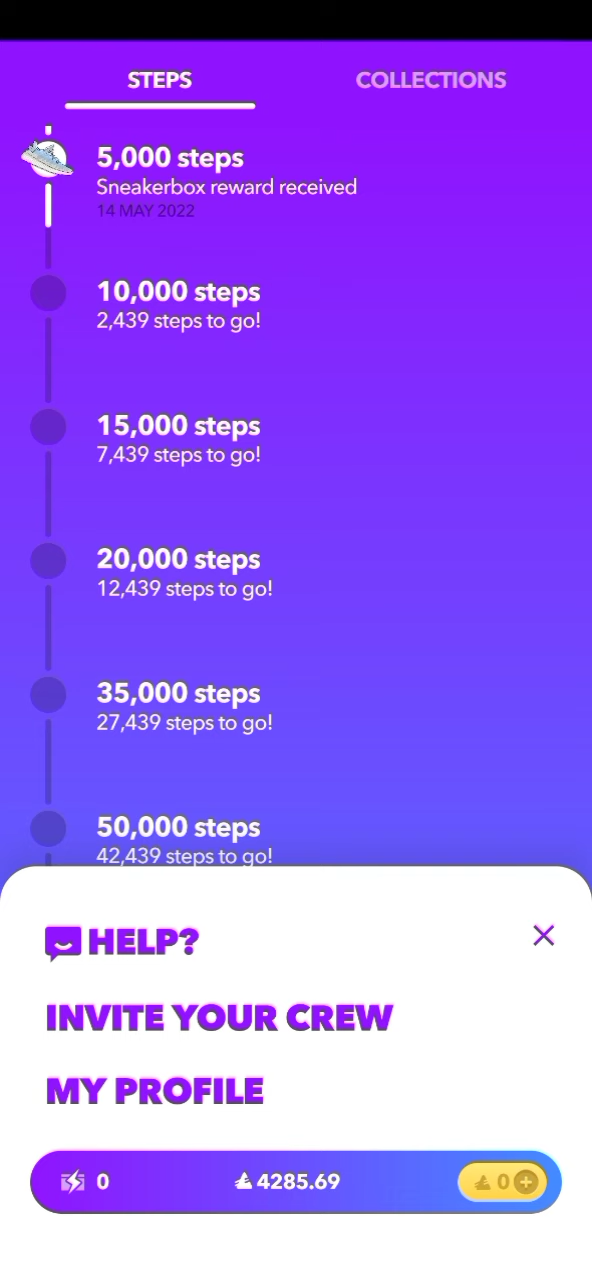 STEPS
COLLECTIONS
5,000 steps
Sneakerbox reward received
14 MAY 2022
10,000 steps
2,439 steps to go!
15,000 steps
7,439 steps to go!
20,000 steps
12,439 steps to go!
35,000 steps
27,439 steps to go!
50,000 steps
42,439 steps to go!
HELP?
INVITE YOUR CREW
MY PROFILE
0
4285.69
0